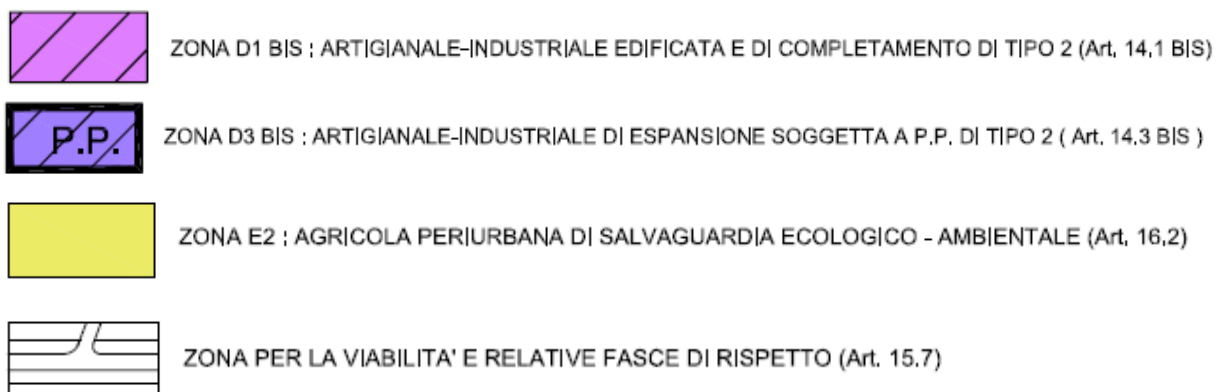 ZONA D1 BIS : ARTIGIANALE-INDUSTRIALE EDIFICATA E DI COMPLETAMENTO DI TIPO 2 (Art. 14.1 BIS)
P.P. ZONA D3 BIS : ARTIGIANALE-INDUSTRIALE DI ESPANSIONE SOGGETTA A P.P. DI TIPO 2 ( Art. 14.3 BIS )
ZONA E2 : AGRICOLA PERIURBANA DI SALVAGUARDIA ECOLOGICO - AMBIENTALE (Art. 16.2)
ZONA PER LA VIABILITA' E RELATIVE FASCE DI RISPETTO (Art. 15.7)